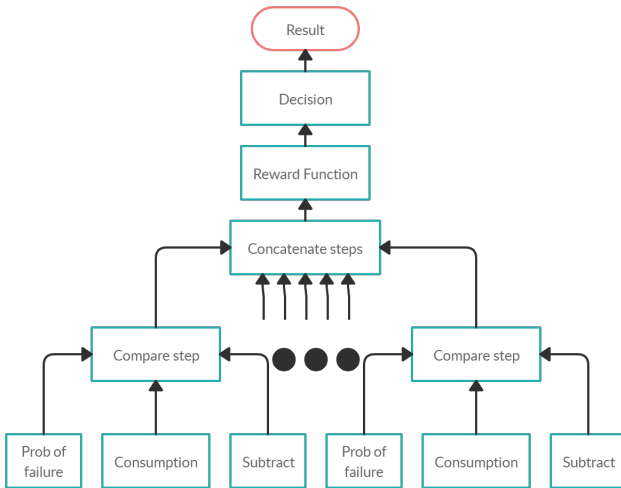 Result
Decision
Reward Function
Concatenate steps
Compare step
Compare step
Prob of
failure
Consumption
Subtract
Prob of
failure
Consumption
Subtract